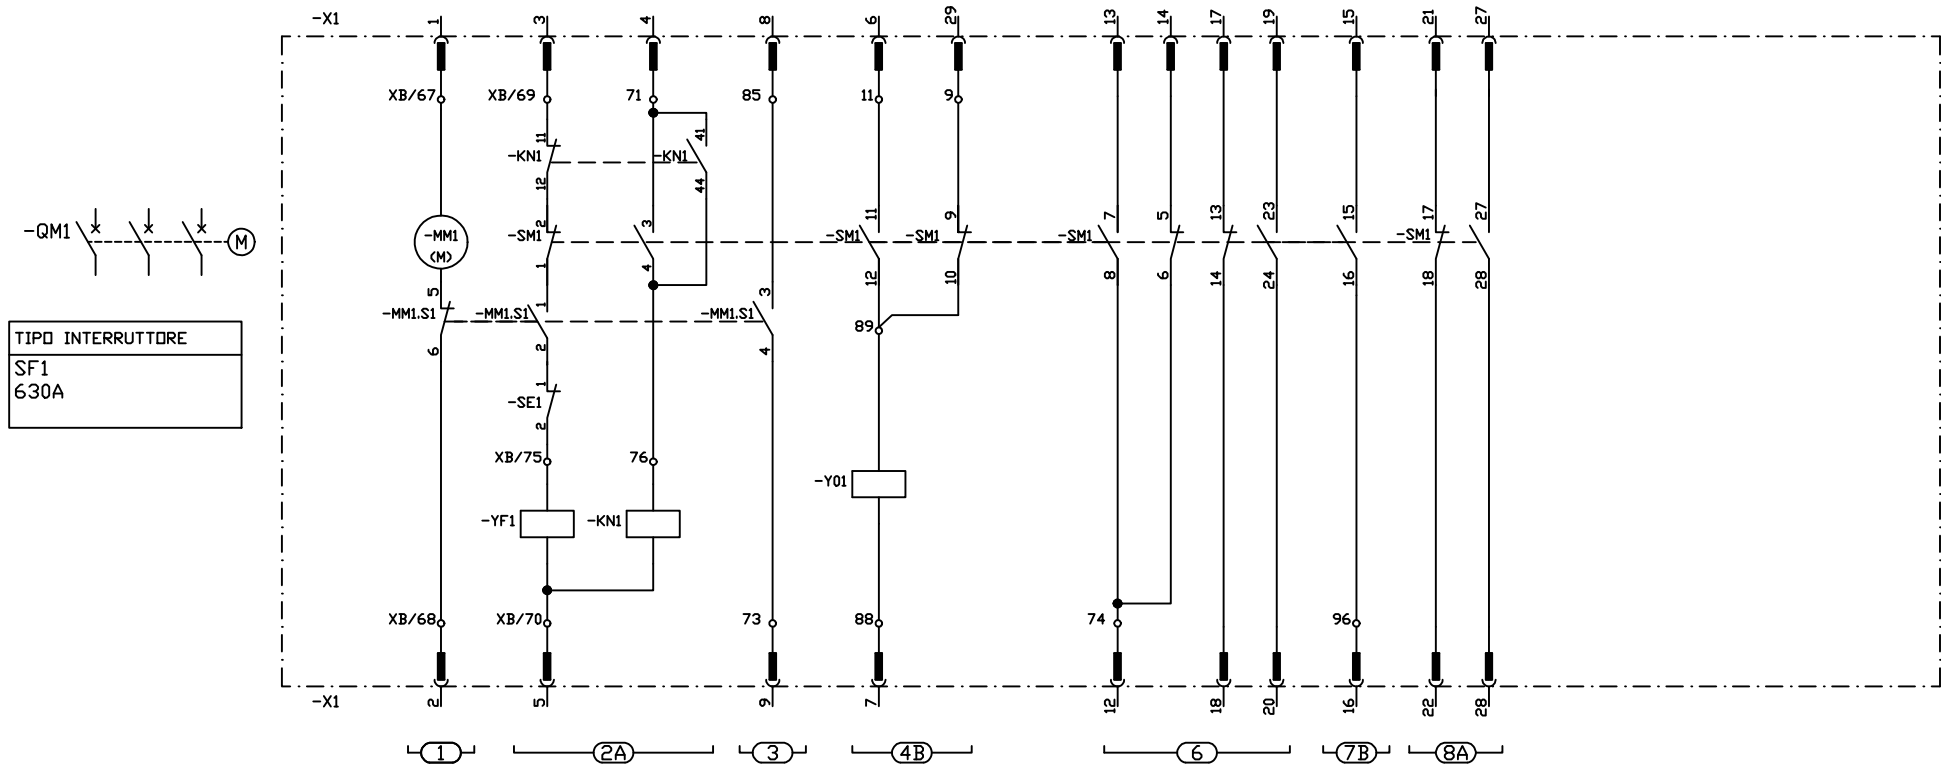 -X1 1 3 4 8 6 29 13 14 17 19 15 21 27
XB/67 XB/69 71 85 11 9
11 41
-KN1 -KN1
12 44
-QM1 M
-MM1
(M)
2 3 11 9 7 5 13 23 15 17 27
-SM1 -SM1 -SM1 -SM1 -SM1
1 4 12 10 8 6 14 24 16 18 28
5 1 3
-MM1.S1 -MM1.S1 -MM1.S1
6 2 4
89
TIPO INTERRUTTORE
SF1
630A
1
-SE1
2
XB/75 76
-Y01
-YF1 -KN1
XB/68 XB/70 73 88 74 96
-X1 2 5 9 7 12 18 20 16 22 28
1 2A 3 4B 6 7B 8A